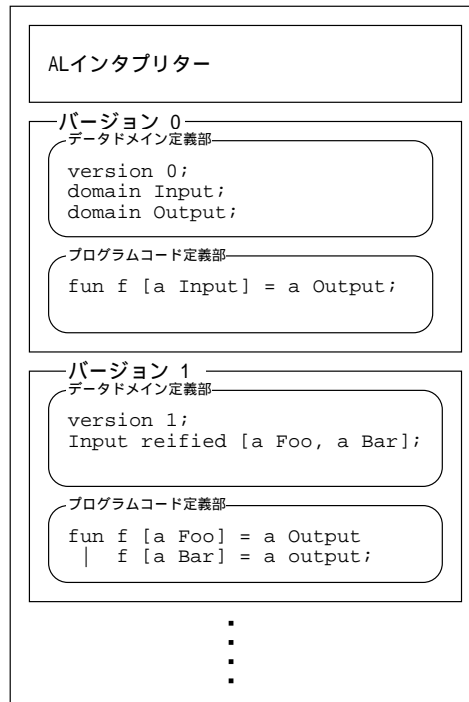 ALインタプリター
バージョン 0
データドメイン定義部
version 0;
domain Input;
domain Output;
プログラムコード定義部
fun f [a Input] = a Output;
バージョン 1
データドメイン定義部
version 1;
Input reified [a Foo, a Bar];
プログラムコード定義部
fun f [a Foo] = a Output
| f [a Bar] = a output;